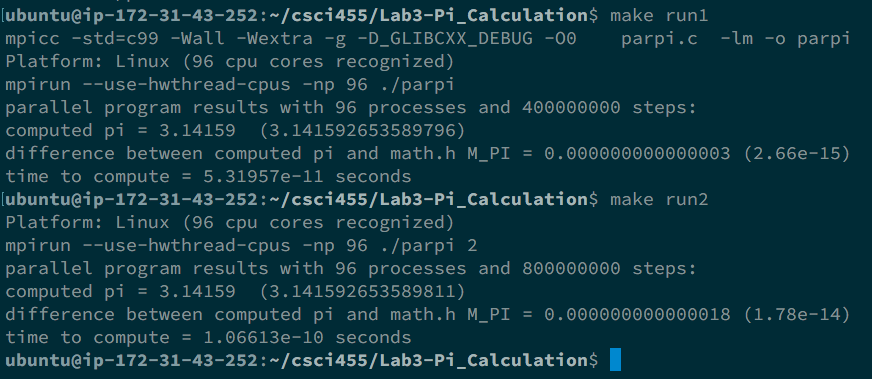 ubuntu@ip-172-31-43-252:~/csci455/Lab3-Pi_Calculation$ make run1
mpicc -std=c99 -Wall -Wextra -g -D_GLIBCXX_DEBUG -O0    parpi.c  -lm -o parpi
Platform: Linux (96 cpu cores recognized)
mpirun --use-hwthread-cpus -np 96 ./parpi
parallel program results with 96 processes and 400000000 steps:
computed pi = 3.14159  (3.141592653589796)
difference between computed pi and math.h M_PI = 0.000000000000003 (2.66e-15)
time to compute = 5.31957e-11 seconds
ubuntu@ip-172-31-43-252:~/csci455/Lab3-Pi_Calculation$ make run2
Platform: Linux (96 cpu cores recognized)
mpirun --use-hwthread-cpus -np 96 ./parpi 2
parallel program results with 96 processes and 800000000 steps:
computed pi = 3.14159  (3.141592653589811)
difference between computed pi and math.h M_PI = 0.000000000000018 (1.78e-14)
time to compute = 1.06613e-10 seconds
ubuntu@ip-172-31-43-252:~/csci455/Lab3-Pi_Calculation$